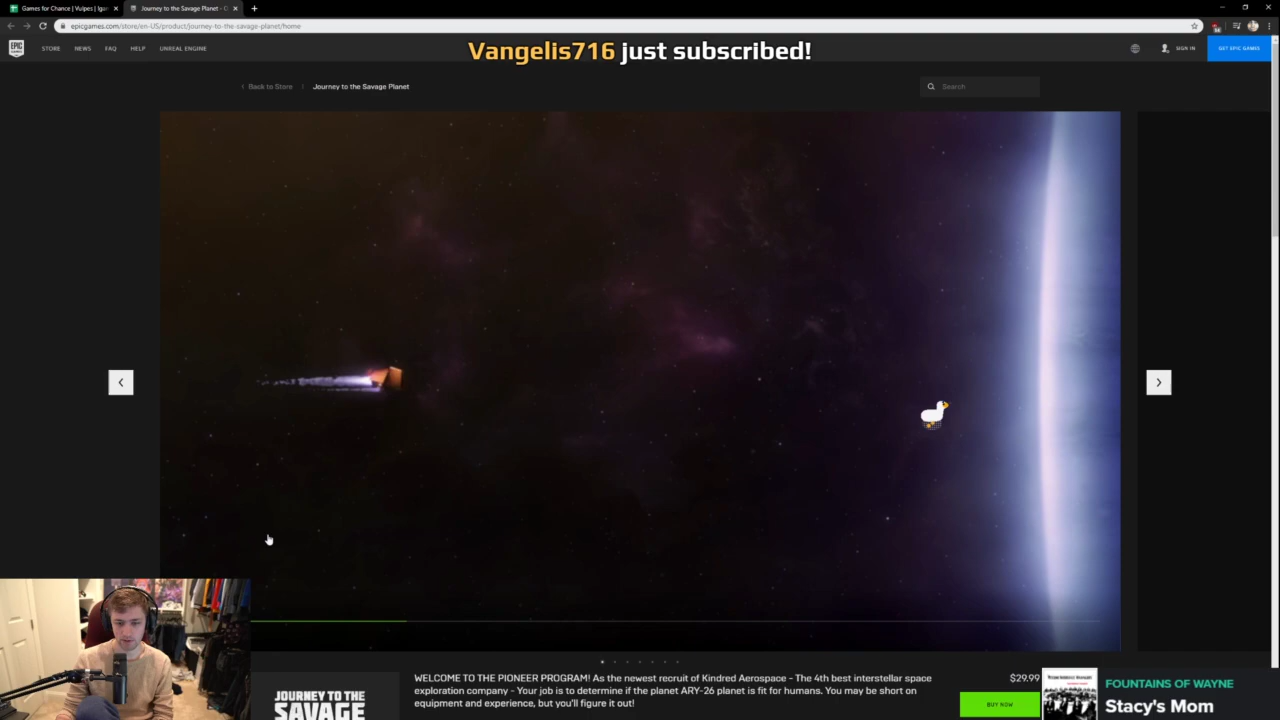 Games for Chance | Vulpes | Igu
Journey to the Savage Planet - O
epicgames.com/store/en-US/product/journey-to-the-savage-planet/home
EPIC GAMES
STORE
NEWS
FAQ
HELP
UNREAL ENGINE
Vangelis716 just subscribed!
SIGN IN
GET EPIC GAMES
Back to Store
Journey to the Savage Planet
Search
JOURNEY TO THE
SAVAGE
WELCOME TO THE PIONEER PROGRAM! As the newest recruit of Kindred Aerospace - The 4th best interstellar space
exploration company - Your job is to determine if the planet ARY-26 planet is fit for humans. You may be short on
equipment and experience, but you'll figure it out!
$29.99
BUY NOW
FOUNTAINS OF WAYNE
Stacy's Mom